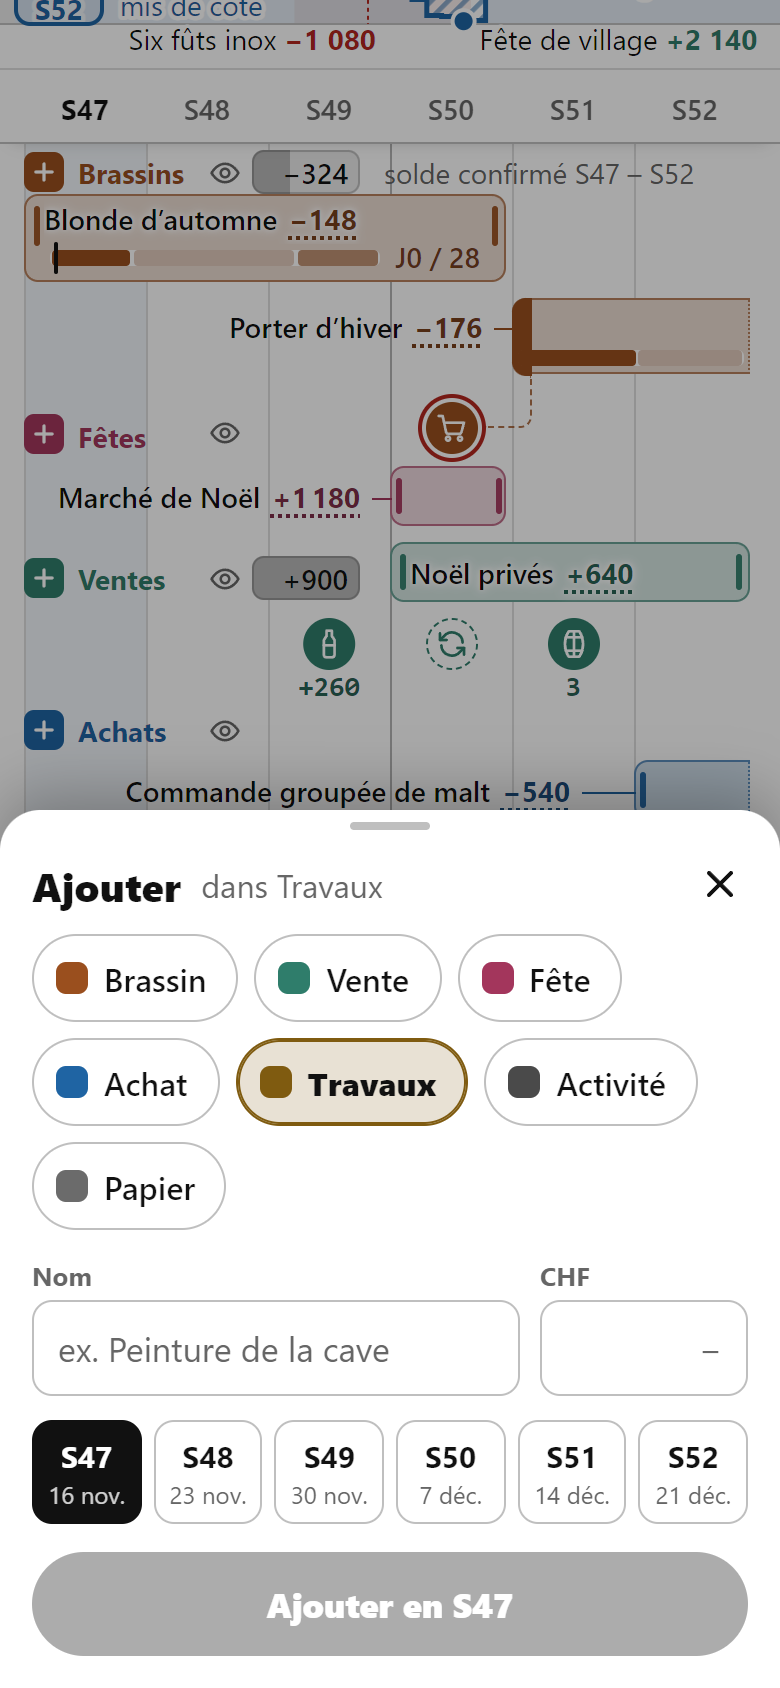 S52 mis de côté
Six fûts inox −1 080 Fête de village +2 140
S47 S48 S49 S50 S51 S52
Brassins −324 solde confirmé S47 – S52
Blonde d’automne −148
J0 / 28
Porter d’hiver −176
Fêtes
Marché de Noël +1 180
Ventes +900 Noël privés +640
+260 3
Achats
Commande groupée de malt −540
Ajouter dans Travaux
Brassin Vente Fête
Achat Travaux Activité
Papier
Nom CHF
ex. Peinture de la cave –
S47 S48 S49 S50 S51 S52
16 nov. 23 nov. 30 nov. 7 déc. 14 déc. 21 déc.
Ajouter en S47